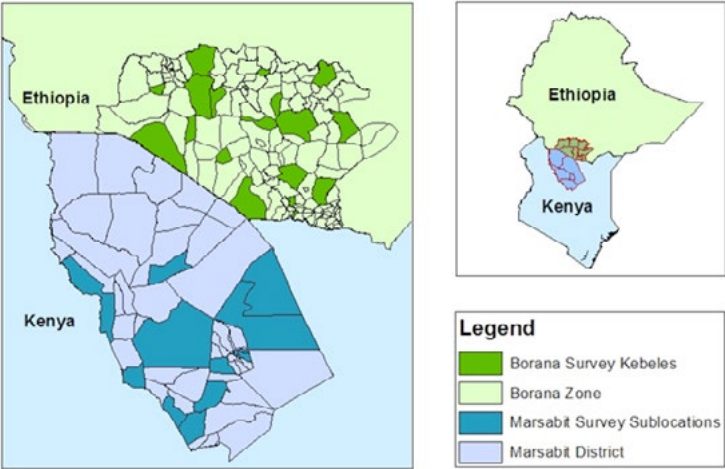 Ethiopia
Kenya
Ethiopia
Kenya
Legend
Borana Survey Kebeles
Borana Zone
Marsabit Survey Sublocations
Marsabit District